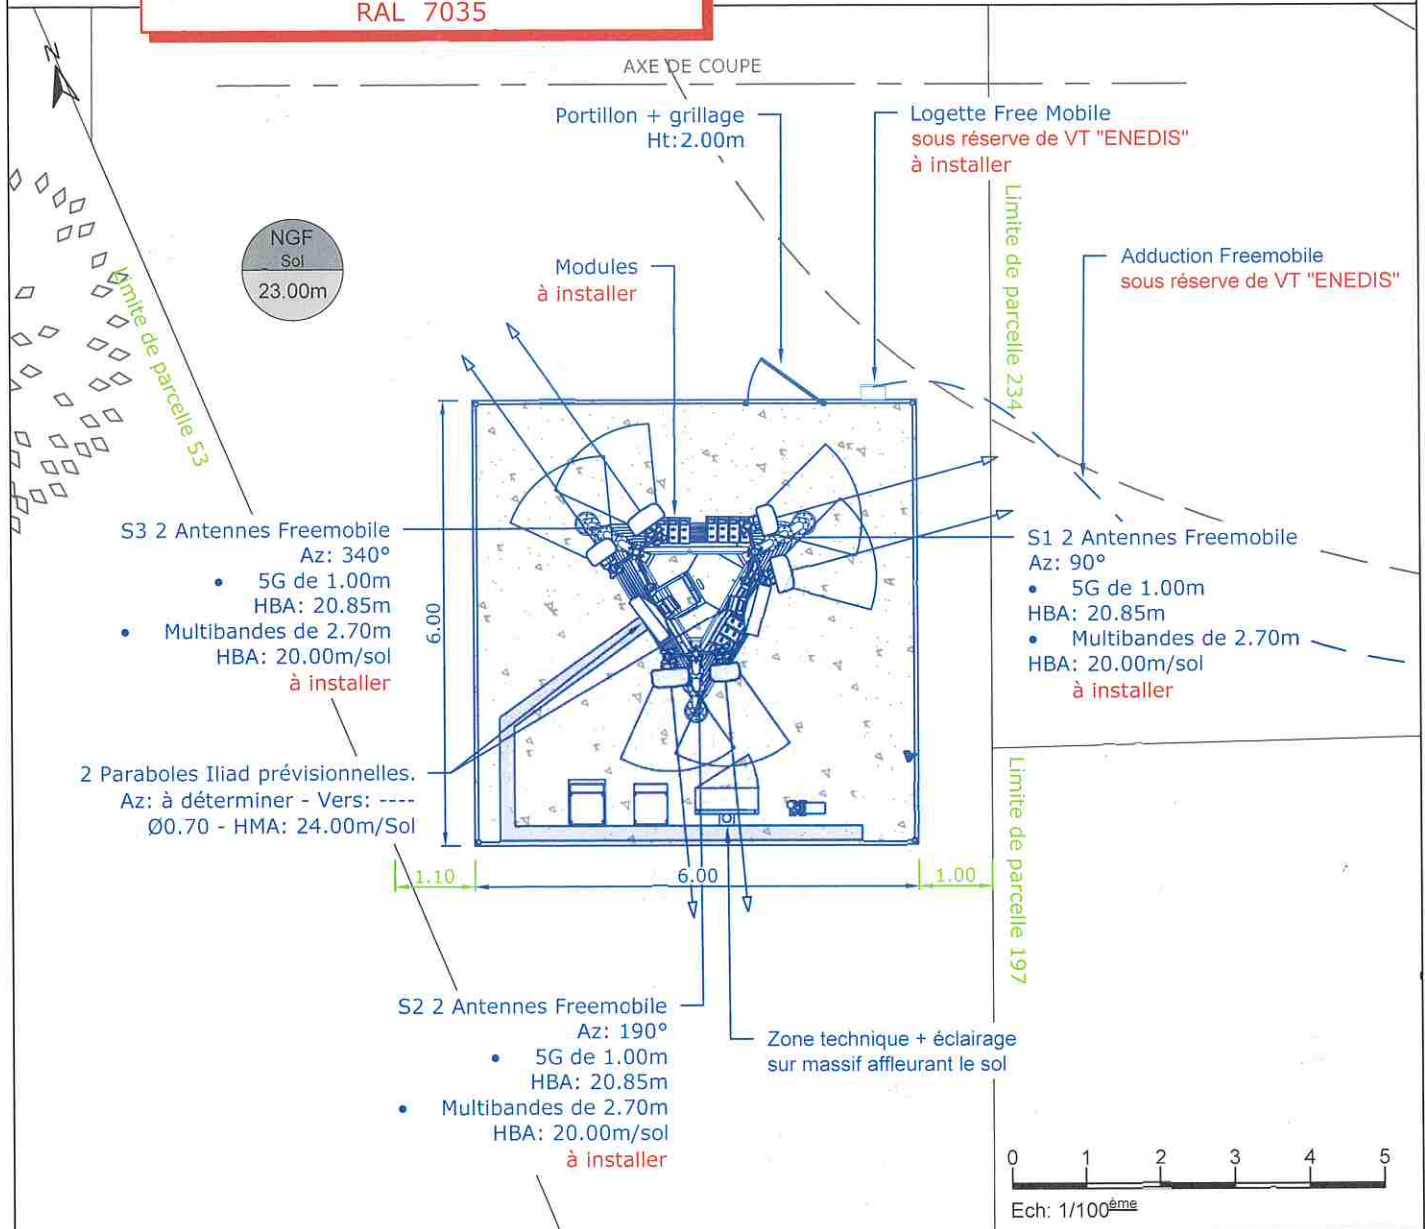 RAL 7035
N
AXE DE COUPE
Portillon + grillage
Ht:2.00m
Logette Free Mobile
sous réserve de VT "ENEDIS"
à installer
NGF
Sol
23.00m
Modules
à installer
Limite de parcelle 234
Adduction Freemobile
sous réserve de VT "ENEDIS"
Limite de parcelle 53
S3 2 Antennes Freemobile
Az: 340°
• 5G de 1.00m
HBA: 20.85m
• Multibandes de 2.70m
HBA: 20.00m/sol
à installer
6.00
S1 2 Antennes Freemobile
Az: 90°
• 5G de 1.00m
HBA: 20.85m
• Multibandes de 2.70m
HBA: 20.00m/sol
à installer
2 Paraboles Iliad prévisionnelles.
Az: à déterminer - Vers: ----
Ø0.70 - HMA: 24.00m/Sol
1.10
6.00
1.00
Limite de parcelle 197
S2 2 Antennes Freemobile
Az: 190°
• 5G de 1.00m
HBA: 20.85m
• Multibandes de 2.70m
HBA: 20.00m/sol
à installer
Zone technique + éclairage
sur massif affleurant le sol
0 1 2 3 4 5
Ech: 1/100ème